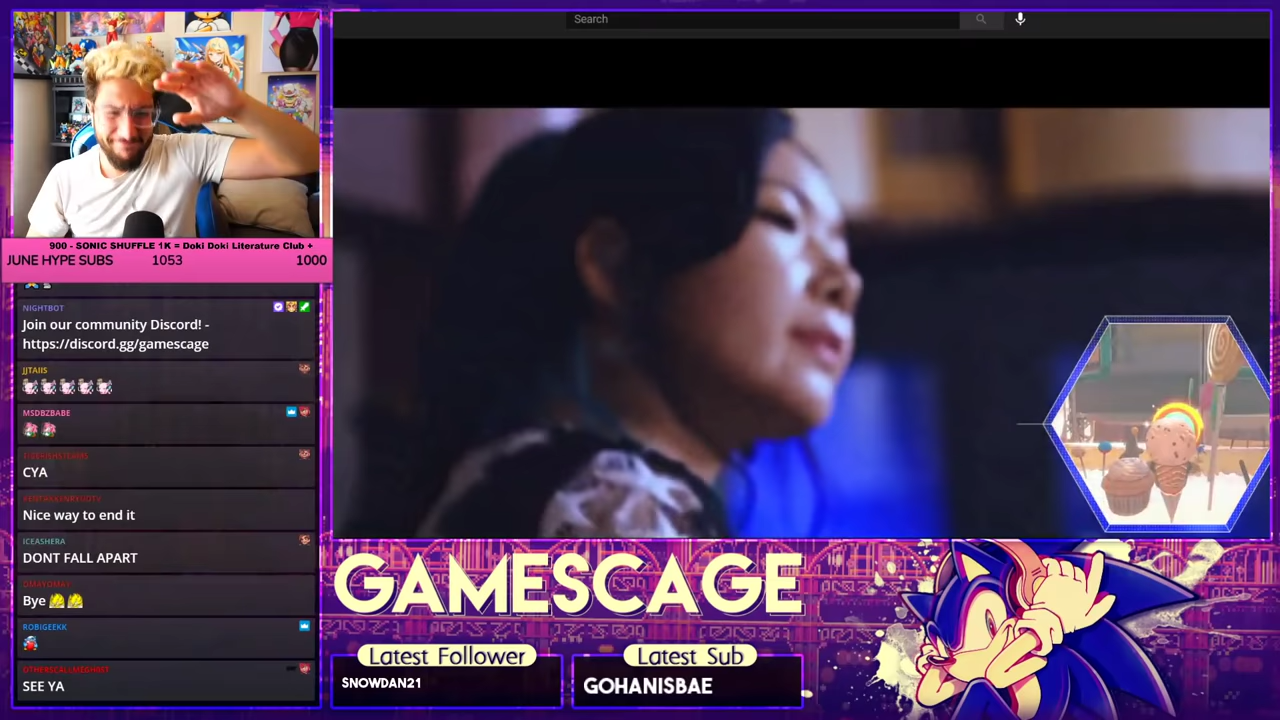 Search
900 - SONIC SHUFFLE 1K = Doki Doki Literature Club +
JUNE HYPE SUBS 1053 1000
NIGHTBOT
Join our community Discord! -
https://discord.gg/gamescage
JJTAIIS
MSDBZBABE
CYA
Nice way to end it
ICEASHERA
DONT FALL APART
Bye
ROBIGEEKK
SEE YA
GAMESCAGE
Latest Follower
SNOWDAN21
Latest Sub
GOHANISBAE